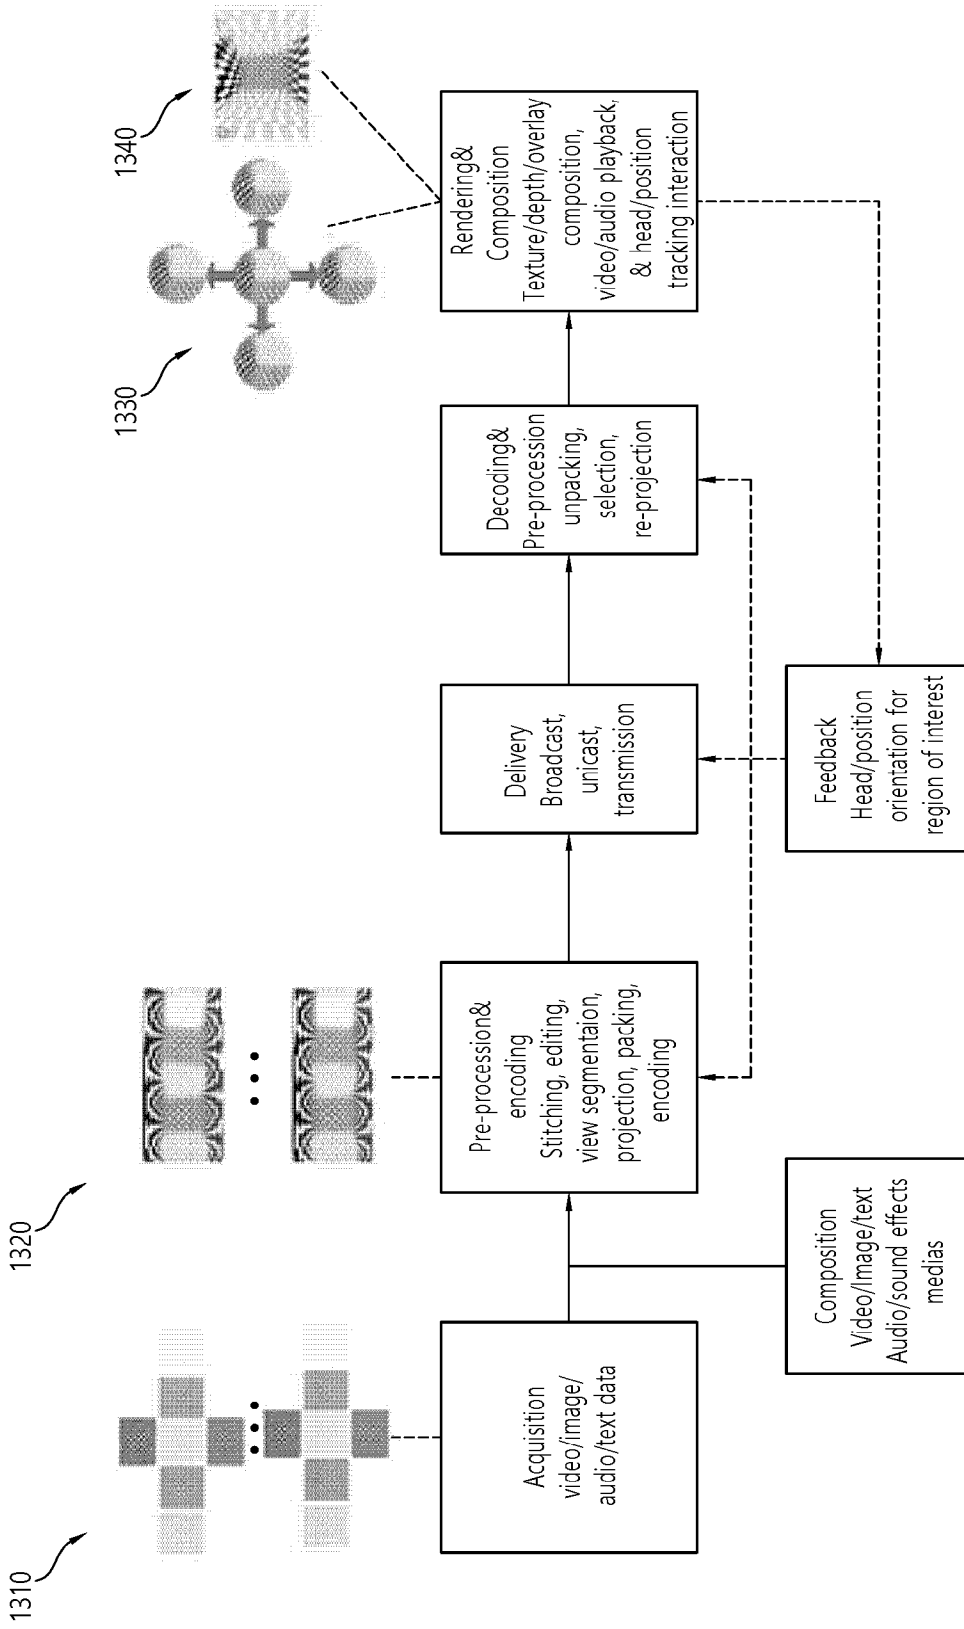 1310
1320
1330
1340
Acquisition
video/image/
audio/text data
Composition
Video/Image/text
Audio/sound effects
medias
Pre-procession&
encoding
Stitching, editing,
view segmentaion,
projection, packing,
encoding
Delivery
Broadcast,
unicast,
transmission
Feedback
Head/position
orientation for
region of interest
Decoding&
Pre-procession
unpacking,
selection,
re-projection
Rendering&
Composition
Texture/depth/overlay
composition,
video/audio playback,
& head/position
tracking interaction